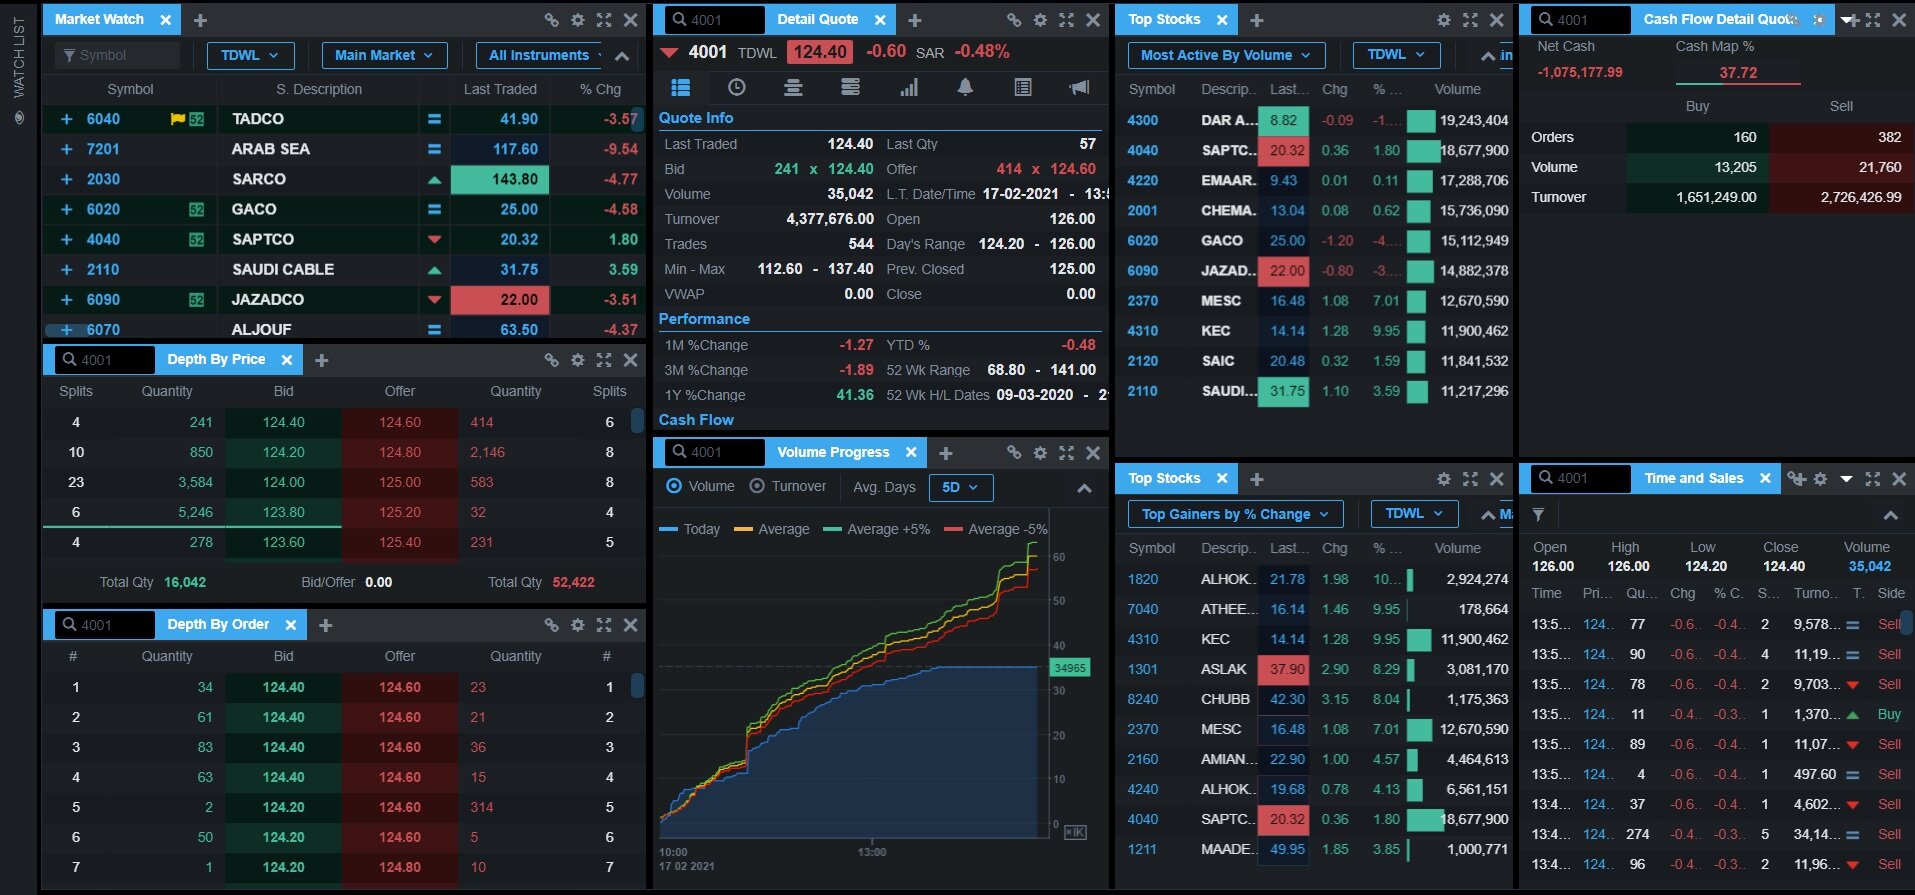 WATCH LIST
Market Watch
Symbol
TDWL
Main Market
All Instruments
Symbol S. Description Last Traded % Chg
6040 52 TADCO 41.90 -3.57
7201 ARAB SEA 117.60 -9.54
2030 SARCO 143.80 -4.77
6020 52 GACO 25.00 -4.58
4040 52 SAPTCO 20.32 1.80
2110 SAUDI CABLE 31.75 3.59
6090 52 JAZADCO 22.00 -3.51
6070 ALJOUF 63.50 -4.37
4001 Depth By Price
Splits Quantity Bid Offer Quantity Splits
4 241 124.40 124.60 414 6
10 850 124.20 124.80 2,146 8
23 3,584 124.00 125.00 583 8
6 5,246 123.80 125.20 32 4
4 278 123.60 125.40 231 5
Total Qty 16,042 Bid/Offer 0.00 Total Qty 52,422
4001 Depth By Order
# Quantity Bid Offer Quantity #
1 34 124.40 124.60 23 1
2 61 124.40 124.60 21 2
3 83 124.40 124.60 36 3
4 63 124.40 124.60 15 4
5 2 124.20 124.60 314 5
6 50 124.20 124.60 5 6
7 1 124.20 124.80 10 7
4001 Detail Quote
4001 TDWL 124.40 -0.60 SAR -0.48%
Quote Info
Last Traded 124.40 Last Qty 57
Bid 241 x 124.40 Offer 414 x 124.60
Volume 35,042 L.T. Date/Time 17-02-2021 - 13:5
Turnover 4,377,676.00 Open 126.00
Trades 544 Day's Range 124.20 - 126.00
Min - Max 112.60 - 137.40 Prev. Closed 125.00
VWAP 0.00 Close 0.00
Performance
1M %Change -1.27 YTD % -0.48
3M %Change -1.89 52 Wk Range 68.80 - 141.00
1Y %Change 41.36 52 Wk H/L Dates 09-03-2020 - 2
Cash Flow
4001 Volume Progress
Volume Turnover Avg. Days 5D
Today Average Average +5% Average -5%
60
50
40
34965
30
20
10
0
10:00 13:00
17 02 2021
Top Stocks
Most Active By Volume TDWL
Symbol Descrip.. Last... Chg % ... Volume
4300 DAR A... 8.82 -0.09 -1.... 19,243,404
4040 SAPTC.. 20.32 0.36 1.80 18,677,900
4220 EMAAR. 9.43 0.01 0.11 17,288,706
2001 CHEMA. 13.04 0.08 0.62 15,736,090
6020 GACO 25.00 -1.20 -4.... 15,112,949
6090 JAZAD.. 22.00 -0.80 -3.... 14,882,378
2370 MESC 16.48 1.08 7.01 12,670,590
4310 KEC 14.14 1.28 9.95 11,900,462
2120 SAIC 20.48 0.32 1.59 11,841,532
2110 SAUDI... 31.75 1.10 3.59 11,217,296
Top Stocks
Top Gainers by % Change TDWL
Symbol Descrip.. Last... Chg % ... Volume
1820 ALHOK.. 21.78 1.98 10... 2,924,274
7040 ATHEE.. 16.14 1.46 9.95 178,664
4310 KEC 14.14 1.28 9.95 11,900,462
1301 ASLAK 37.90 2.90 8.29 3,081,170
8240 CHUBB 42.30 3.15 8.04 1,175,363
2370 MESC 16.48 1.08 7.01 12,670,590
2160 AMIAN... 22.90 1.00 4.57 4,464,613
4240 ALHOK.. 19.68 0.78 4.13 6,561,151
4040 SAPTC.. 20.32 0.36 1.80 18,677,900
1211 MAADE.. 49.95 1.85 3.85 1,000,771
4001 Cash Flow Detail Quote
Net Cash Cash Map %
-1,075,177.99 37.72
Buy Sell
Orders 160 382
Volume 13,205 21,760
Turnover 1,651,249.00 2,726,426.99
4001 Time and Sales
Open High Low Close Volume
126.00 126.00 124.20 124.40 35,042
Time Pri... Qu... Chg % C. S... Turno.. T. Side
13:5... 124.. 77 -0.6.. -0.4.. 2 9,578... Sell
13:5... 124.. 90 -0.6.. -0.4.. 4 11,19... Sell
13:5... 124.. 78 -0.6.. -0.4.. 2 9,703... Sell
13:5... 124.. 11 -0.4.. -0.3.. 1 1,370... Buy
13:5... 124.. 89 -0.6.. -0.4.. 1 11,07... Sell
13:5... 124.. 4 -0.6.. -0.4.. 1 497.60 Sell
13:4... 124.. 37 -0.6.. -0.4.. 1 4,602... Sell
13:4... 124.. 274 -0.4.. -0.3.. 5 34,14... Sell
13:4... 124.. 96 -0.4.. -0.3.. 2 11,96... Sell